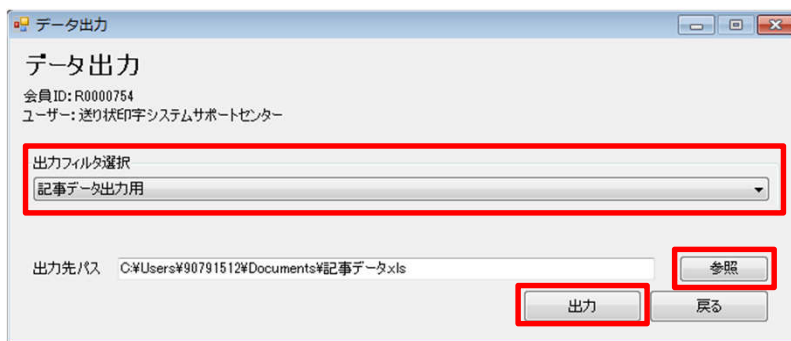 データ出力
データ出力
会員ID: R0000754
ユーザー: 送り状印字システムサポートセンター
出力フィルタ選択
記事データ出力用
出力先パス C:¥Users¥90791512¥Documents¥記事データ.xls 参照
出力 戻る